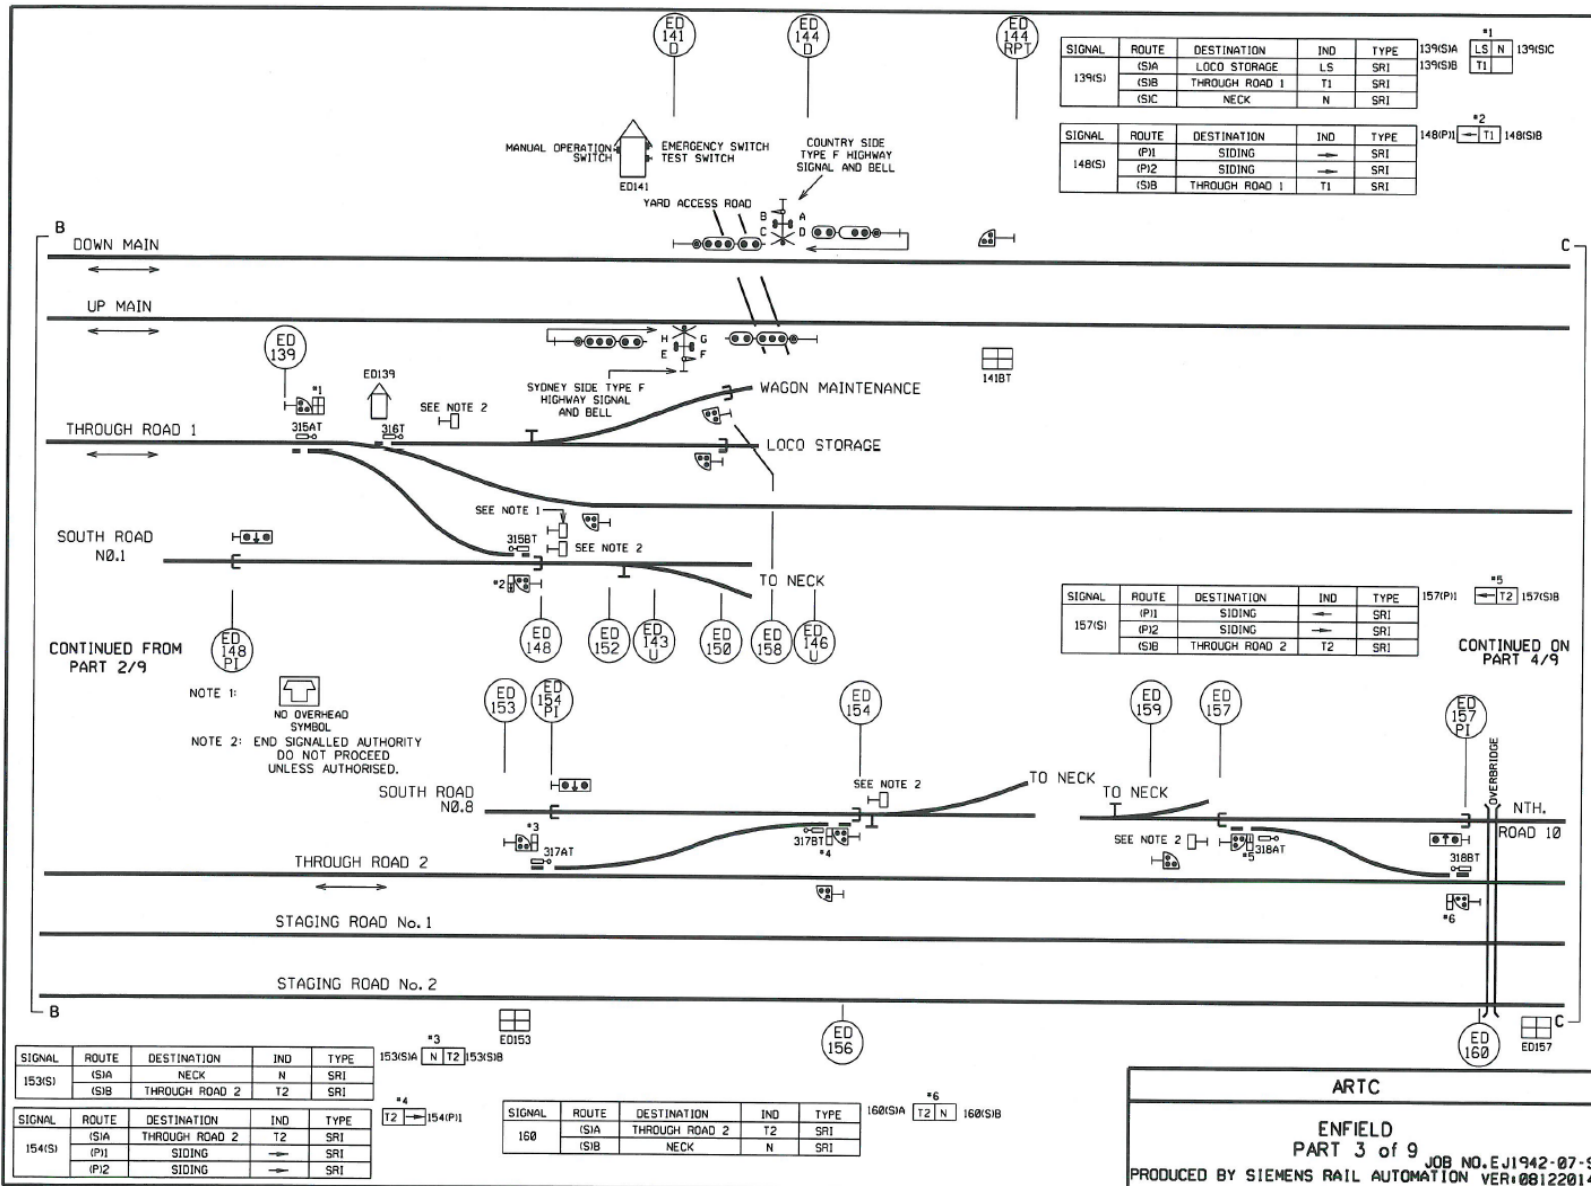 ED 141 D
ED 144 D
ED 144 RPT
SIGNAL ROUTE DESTINATION IND TYPE
139(S) (S)A LOCO STORAGE LS SRI
(S)B THROUGH ROAD 1 T1 SRI
(S)C NECK N SRI
*1
139(S)A LS N 139(S)C
139(S)B T1
SIGNAL ROUTE DESTINATION IND TYPE
148(S) (P)1 SIDING → SRI
(P)2 SIDING → SRI
(S)B THROUGH ROAD 1 T1 SRI
*2
148(P)1 ← T1 148(S)B
MANUAL OPERATION SWITCH
EMERGENCY SWITCH
TEST SWITCH
ED141
COUNTRY SIDE
TYPE F HIGHWAY
SIGNAL AND BELL
YARD ACCESS ROAD
B A
C D
B
DOWN MAIN
C
UP MAIN
ED 139
ED139
*1
315AT
316T
SEE NOTE 2
H G
E F
SYDNEY SIDE TYPE F
HIGHWAY SIGNAL
AND BELL
141BT
WAGON MAINTENANCE
THROUGH ROAD 1
LOCO STORAGE
SEE NOTE 1
SOUTH ROAD
NO.1
315BT
SEE NOTE 2
*2
TO NECK
ED 148 PI
ED 148
ED 152
ED 143 U
ED 150
ED 158
ED 146 U
SIGNAL ROUTE DESTINATION IND TYPE
157(S) (P)1 SIDING ← SRI
(P)2 SIDING → SRI
(S)B THROUGH ROAD 2 T2 SRI
*5
157(P)1 ← T2 157(S)B
CONTINUED FROM
PART 2/9
CONTINUED ON
PART 4/9
NOTE 1:
NO OVERHEAD
SYMBOL
NOTE 2: END SIGNALLED AUTHORITY
DO NOT PROCEED
UNLESS AUTHORISED.
ED 153
ED 154 PI
ED 154
ED 159
ED 157
ED 157 PI
OVERBRIDGE
SOUTH ROAD
NO.8
SEE NOTE 2
TO NECK
TO NECK
NTH.
ROAD 10
*3
317AT
317BT
*4
SEE NOTE 2
*5
318AT
318BT
*6
THROUGH ROAD 2
STAGING ROAD No. 1
STAGING ROAD No. 2
B
C
ED153
ED 156
ED 160
ED157
SIGNAL ROUTE DESTINATION IND TYPE
153(S) (S)A NECK N SRI
(S)B THROUGH ROAD 2 T2 SRI
*3
153(S)A N T2 153(S)B
SIGNAL ROUTE DESTINATION IND TYPE
154(S) (S)A THROUGH ROAD 2 T2 SRI
(P)1 SIDING → SRI
(P)2 SIDING → SRI
*4
T2 → 154(P)1
SIGNAL ROUTE DESTINATION IND TYPE
160 (S)A THROUGH ROAD 2 T2 SRI
(S)B NECK N SRI
*6
160(S)A T2 N 160(S)B
ARTC
ENFIELD
PART 3 of 9
JOB NO.EJ1942-07-S
PRODUCED BY SIEMENS RAIL AUTOMATION VER:0812201